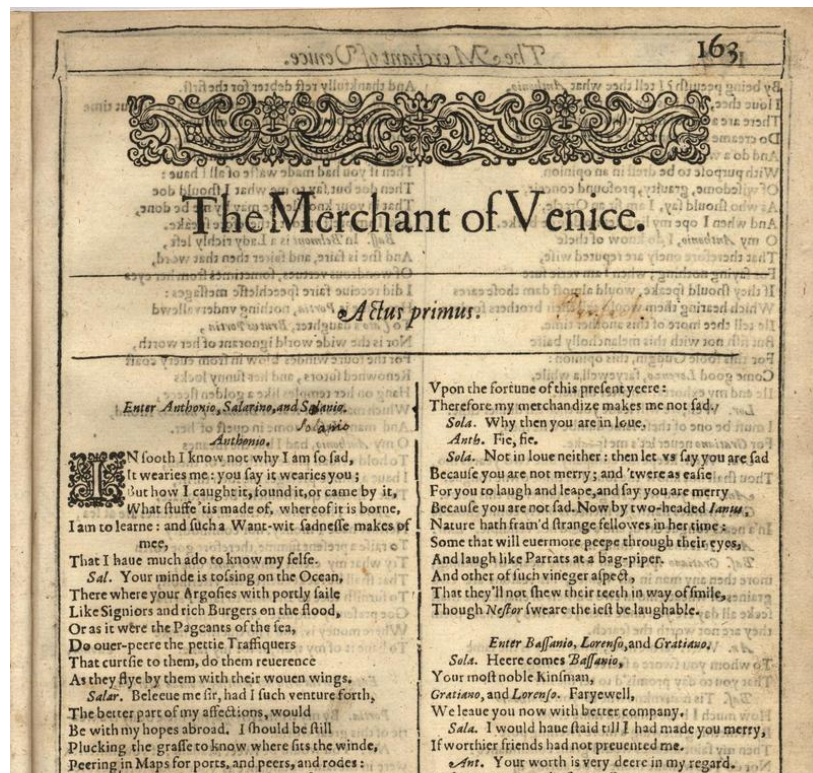 163
The Merchant of Venice.
Actus primus.
Enter Anthonio, Salarino, and Salanio.
Solanio
Anthonio.
IN ſooth I know not why I am ſo ſad,
It wearies me : you ſay it wearies you ;
But how I caught it, found it, or came by it,
What ſtuffe 'tis made of, whereof it is borne,
I am to learne : and ſuch a Want-wit ſadneſſe makes of
mee,
That I haue much ado to know my ſelfe.
Sal. Your minde is toſsing on the Ocean,
There where your Argoſies with portly ſaile
Like Signiors and rich Burgers on the flood,
Or as it were the Pageants of the ſea,
Do ouer-peere the pettie Traffiquers
That curtſie to them, do them reuerence
As they flye by them with their wouen wings.
Salar. Beleeue me ſir, had I ſuch venture forth,
The better part of my affections, would
Be with my hopes abroad. I ſhould be ſtill
Plucking the graſſe to know where ſits the winde,
Peering in Maps for ports, and peers, and rodes :
Vpon the fortune of this preſent yeere :
Therefore my merchandize makes me not ſad.
Sola. Why then you are in loue.
Anth. Fie, fie.
Sola. Not in loue neither : then let vs ſay you are ſad
Becauſe you are not merry ; and 'twere as eaſie
For you to laugh and leape, and ſay you are merry
Becauſe you are not ſad. Now by two-headed Ianus,
Nature hath fram'd ſtrange fellowes in her time :
Some that will euermore peepe through their eyes,
And laugh like Parrats at a bag-piper.
And other of ſuch vineger aſpect,
That they'll not ſhew their teeth in way of ſmile,
Though Neſtor ſweare the ieſt be laughable.
Enter Baſſanio, Lorenſo, and Gratiano.
Sola. Heere comes Baſſanio,
Your moſt noble Kinſman,
Gratiano, and Lorenſo. Faryewell,
We leaue you now with better company.
Sala. I would haue ſtaid till I had made you merry,
If worthier friends had not preuented me.
Ant. Your worth is very deere in my regard.